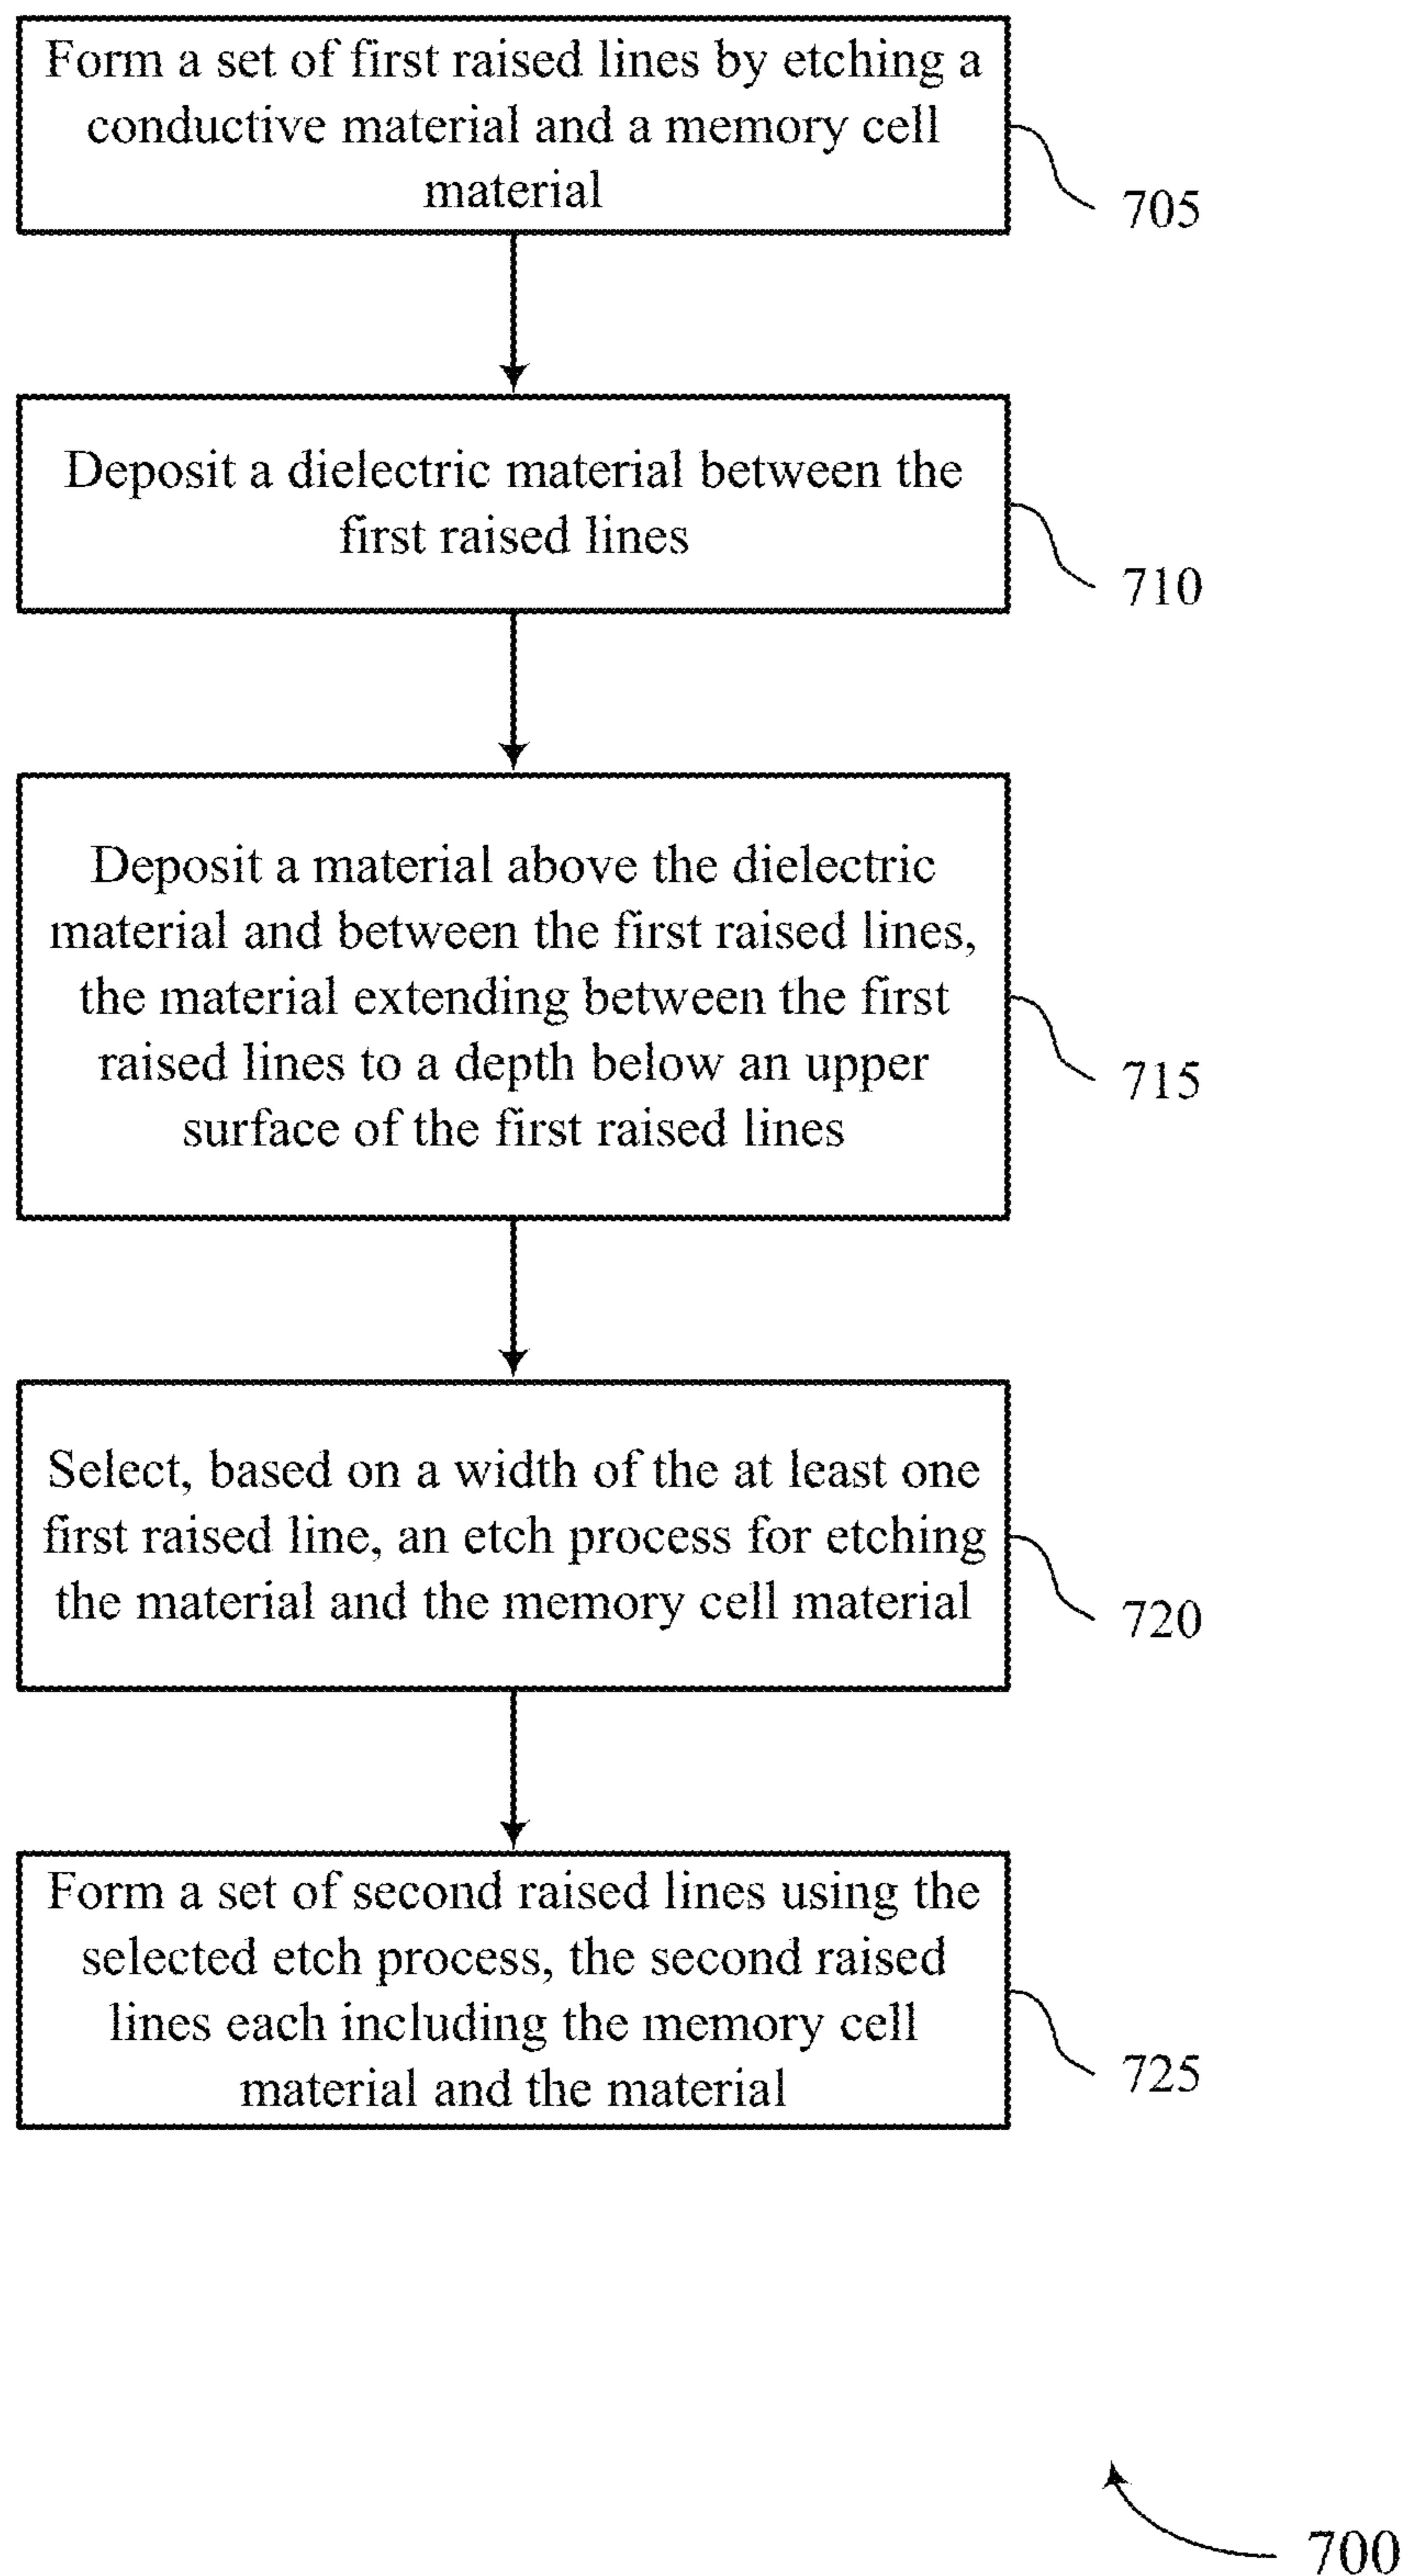 Form a set of first raised lines by etching a
conductive material and a memory cell
material
705
Deposit a dielectric material between the
first raised lines
710
Deposit a material above the dielectric
material and between the first raised lines,
the material extending between the first
raised lines to a depth below an upper
surface of the first raised lines
715
Select, based on a width of the at least one
first raised line, an etch process for etching
the material and the memory cell material
720
Form a set of second raised lines using the
selected etch process, the second raised
lines each including the memory cell
material and the material
725
700